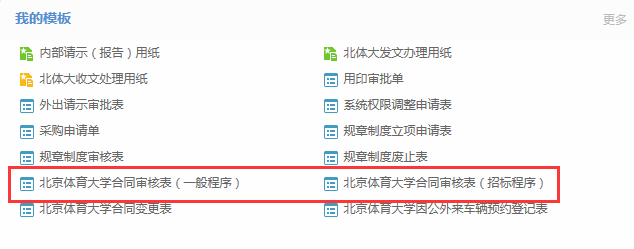 我的模板 更多
内部请示（报告）用纸 北体大发文办理用纸
北体大收文处理用纸 用印审批单
外出请示审批表 系统权限调整申请表
采购申请单 规章制度立项申请表
规章制度审核表 规章制度废止表
北京体育大学合同审核表（一般程序） 北京体育大学合同审核表（招标程序）
北京体育大学合同变更表 北京体育大学因公外来车辆预约登记表